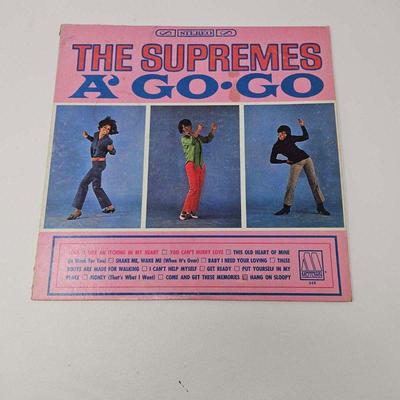 STEREO
THE SUPREMES
A' GO•GO
LOVE IS LIKE AN ITCHING IN MY HEART □ YOU CAN'T HURRY LOVE □ THIS OLD HEART OF MINE
(Is Weak For You) □ SHAKE ME, WAKE ME (When It's Over) □ BABY I NEED YOUR LOVING □ THESE
BOOTS ARE MADE FOR WALKING □ I CAN'T HELP MYSELF □ GET READY □ PUT YOURSELF IN MY
PLACE □ MONEY (That's What I Want) □ COME AND GET THESE MEMORIES □ HANG ON SLOOPY
MOTOWN
649